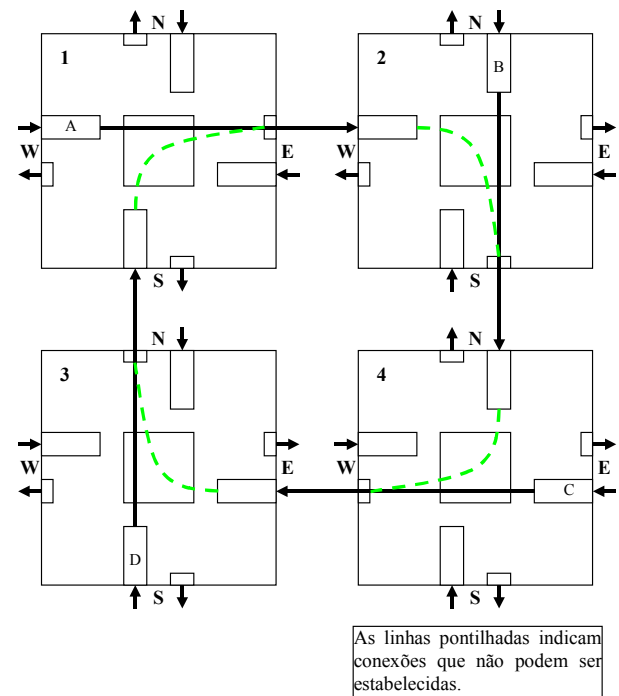 N
N
1
2
A
B
W
E
W
E
S
S
N
N
3
4
W
E
W
E
C
D
S
S
As linhas pontilhadas indicam
conexões que não podem ser
estabelecidas.